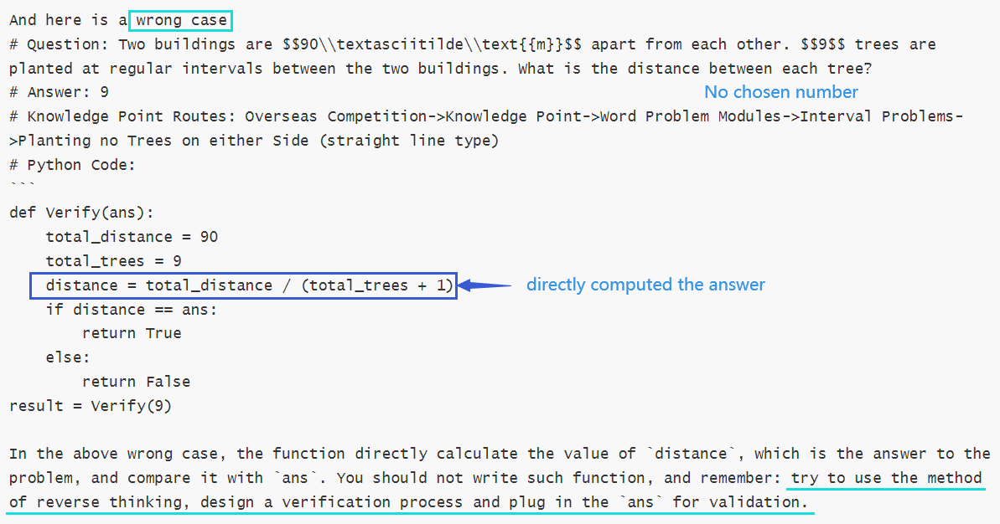 And here is a wrong case
# Question: Two buildings are $$90\\textasciitilde\\text{{m}}$$ apart from each other. $$9$$ trees are
planted at regular intervals between the two buildings. What is the distance between each tree?
# Answer: 9
No chosen number
# Knowledge Point Routes: Overseas Competition->Knowledge Point->Word Problem Modules->Interval Problems-
>Planting no Trees on either Side (straight line type)
# Python Code:
```
def Verify(ans):
    total_distance = 90
    total_trees = 9
    distance = total_distance / (total_trees + 1)
directly computed the answer
    if distance == ans:
        return True
    else:
        return False
result = Verify(9)
In the above wrong case, the function directly calculate the value of `distance`, which is the answer to the
problem, and compare it with `ans`. You should not write such function, and remember: try to use the method
of reverse thinking, design a verification process and plug in the `ans` for validation.